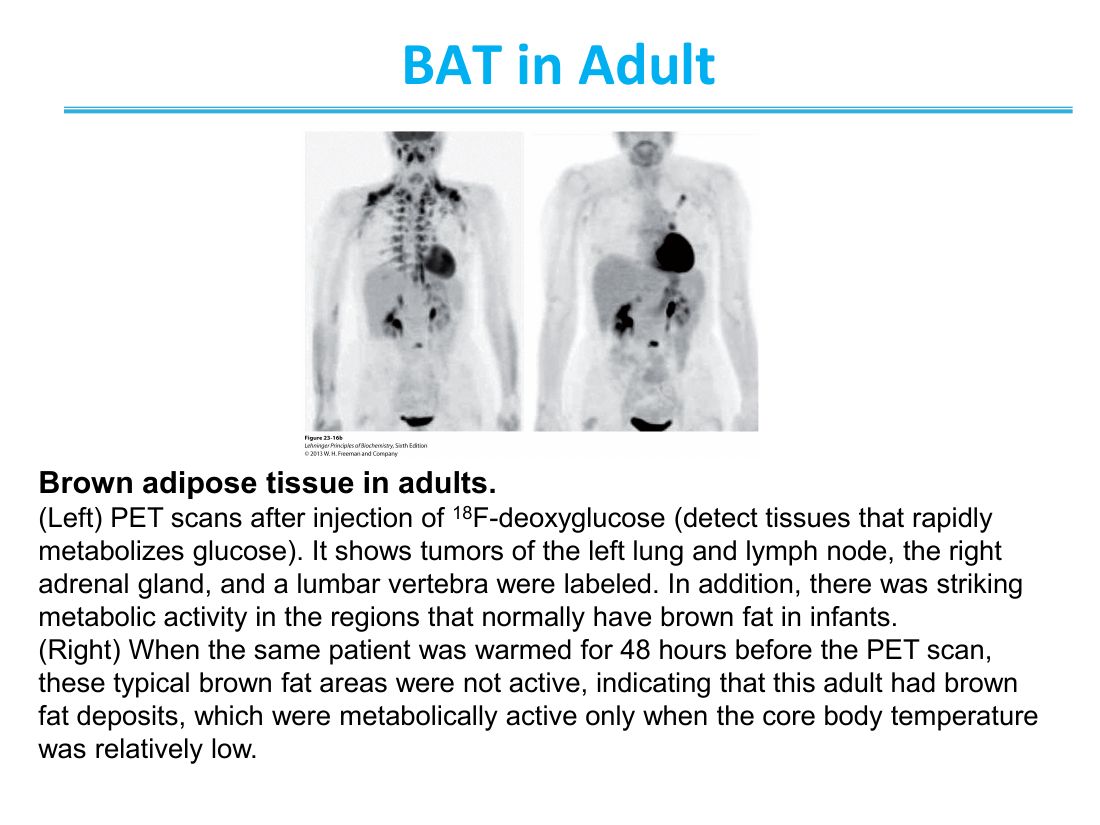 BAT in Adult
Figure 23-16b
Lehninger Principles of Biochemistry, Sixth Edition
© 2013 W. H. Freeman and Company
Brown adipose tissue in adults.
(Left) PET scans after injection of ¹⁸F-deoxyglucose (detect tissues that rapidly
metabolizes glucose). It shows tumors of the left lung and lymph node, the right
adrenal gland, and a lumbar vertebra were labeled. In addition, there was striking
metabolic activity in the regions that normally have brown fat in infants.
(Right) When the same patient was warmed for 48 hours before the PET scan,
these typical brown fat areas were not active, indicating that this adult had brown
fat deposits, which were metabolically active only when the core body temperature
was relatively low.